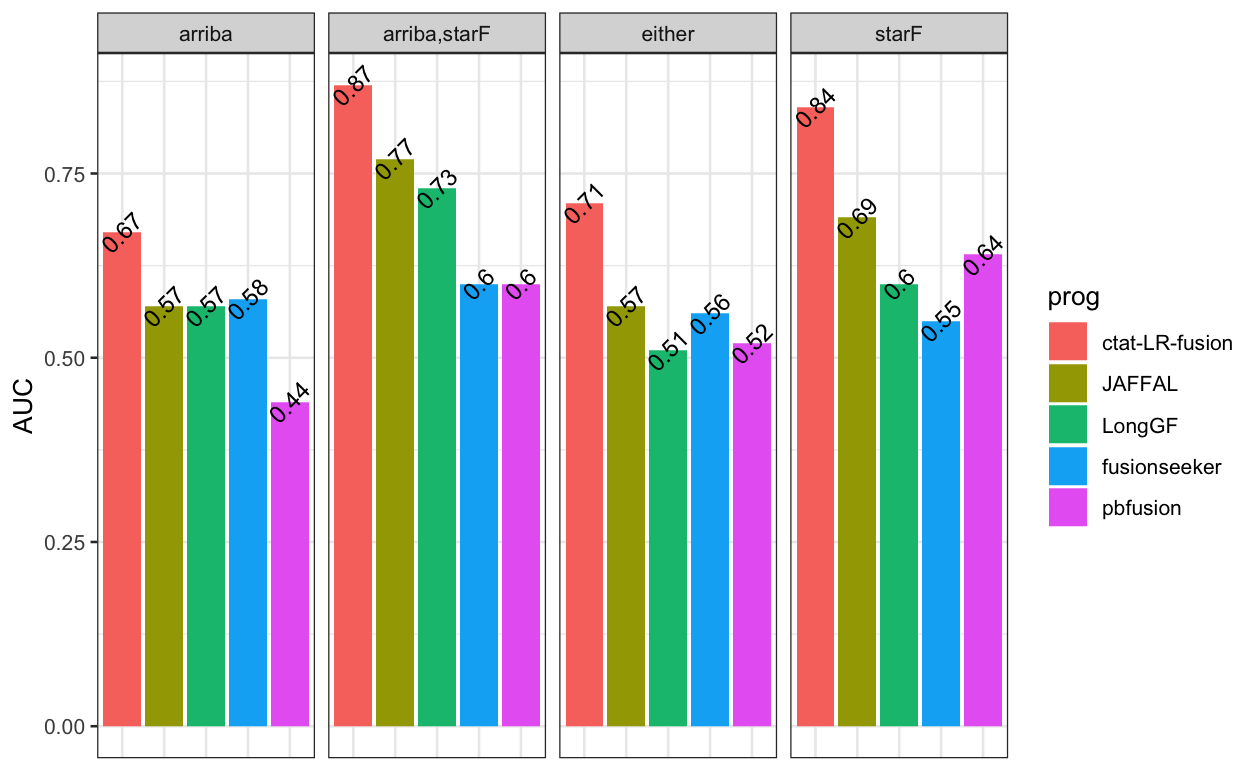 arriba
arriba,starF
either
starF
AUC
0.75
0.50
0.25
0.00
0.67
0.57
0.57
0.58
0.44
0.87
0.77
0.73
0.6
0.6
0.71
0.57
0.51
0.56
0.52
0.84
0.69
0.6
0.55
0.64
prog
ctat-LR-fusion
JAFFAL
LongGF
fusionseeker
pbfusion